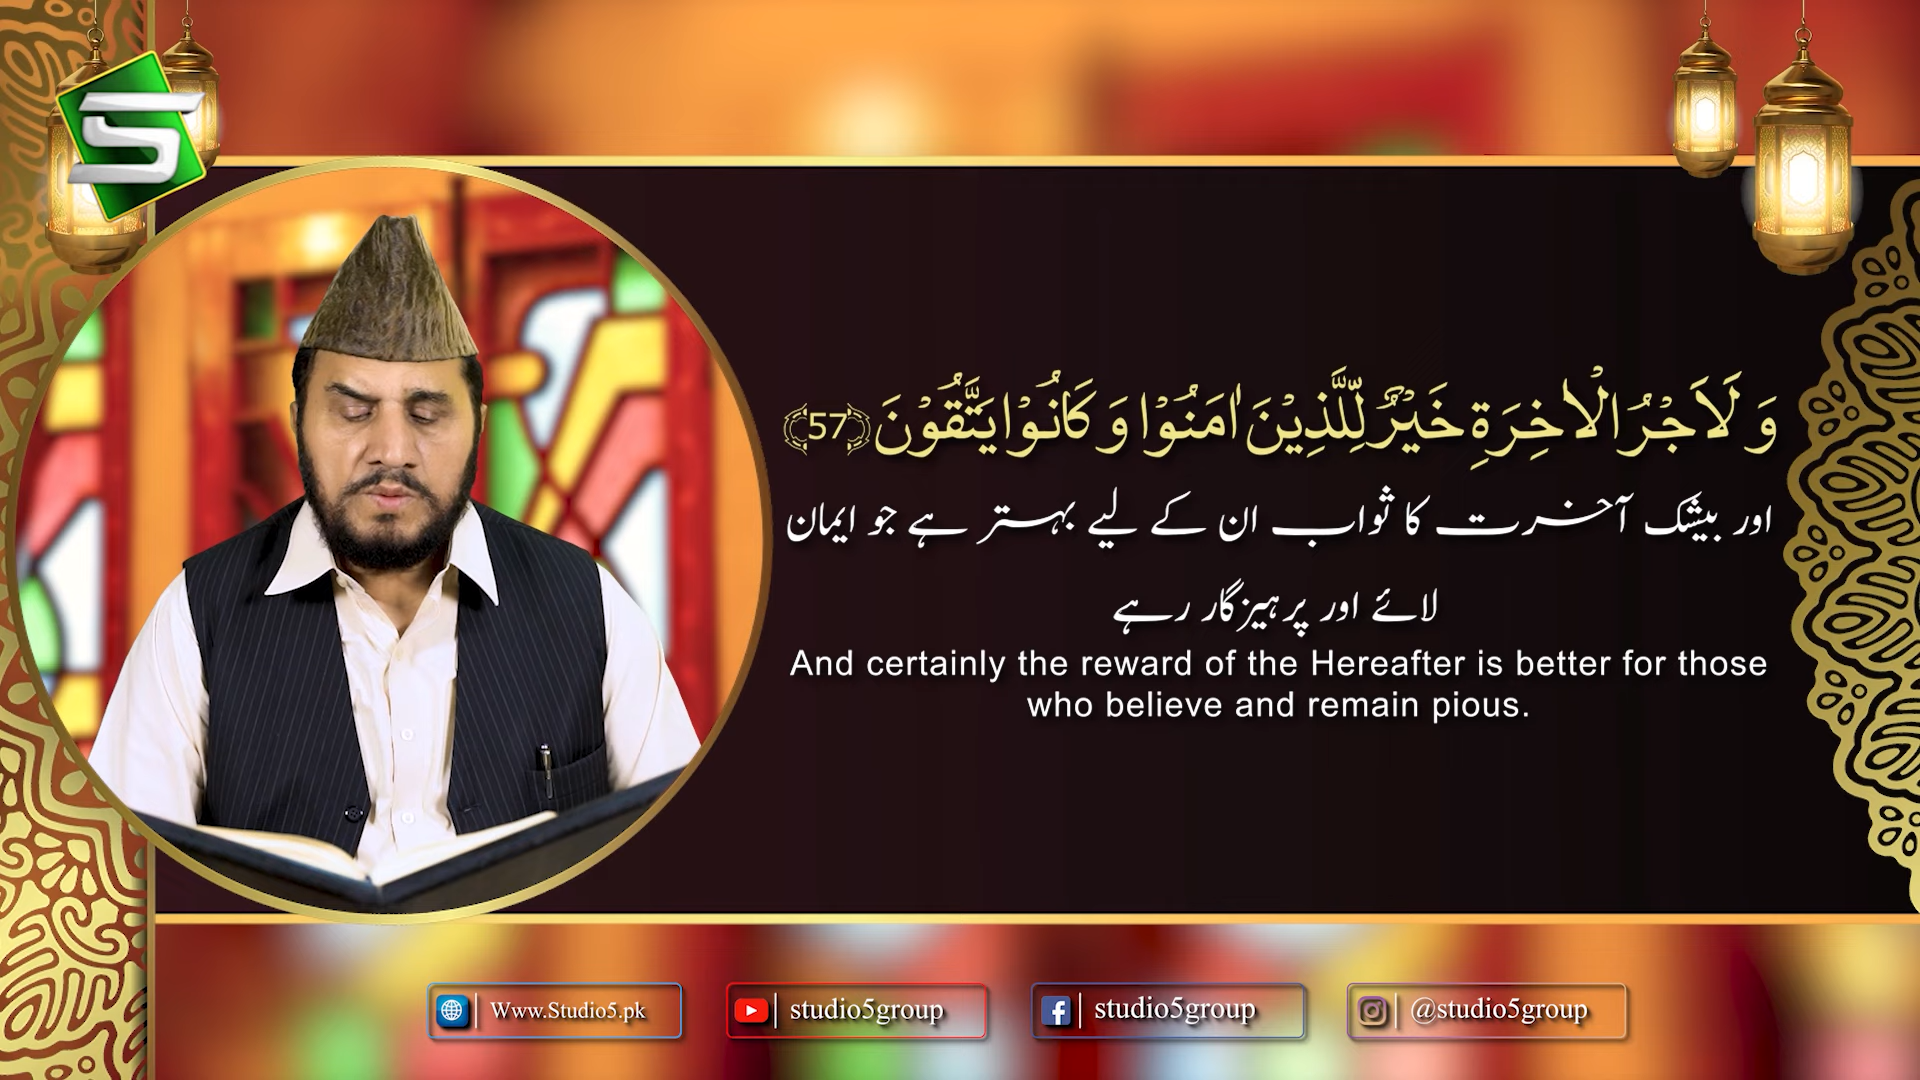 وَ لَاَجْرُ الْاٰخِرَةِ خَیْرٌ لِّلَّذِیْنَ اٰمَنُوْا وَ كَانُوْا یَتَّقُوْنَ ﴿57﴾
اور بیشک آخرت کا ثواب ان کے لیے بہتر ہے جو ایمان
لائے اور پرہیزگار رہے
And certainly the reward of the Hereafter is better for those
who believe and remain pious.
Www.Studio5.pk
studio5group
studio5group
@studio5group